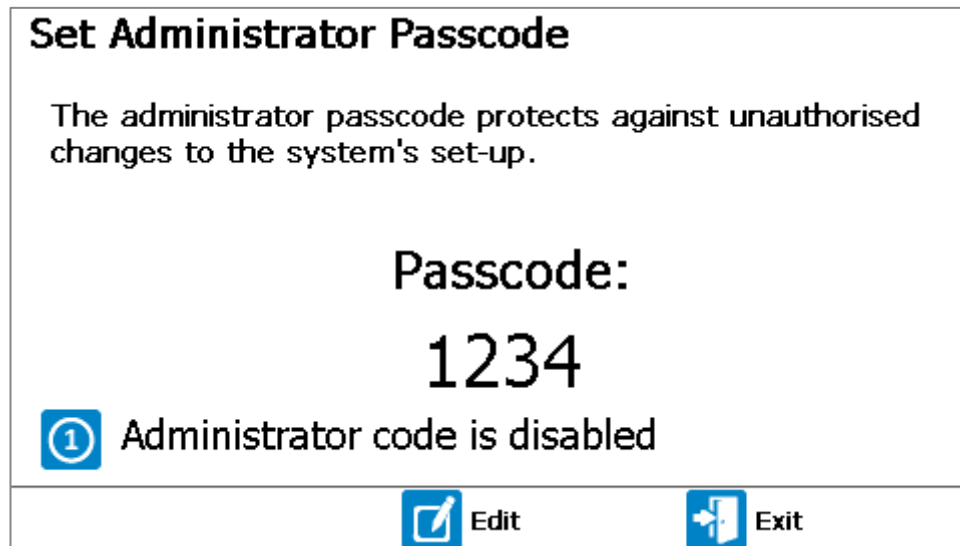 Set Administrator Passcode
The administrator passcode protects against unauthorised
changes to the system's set-up.
Passcode:
1234
1 Administrator code is disabled
Edit Exit